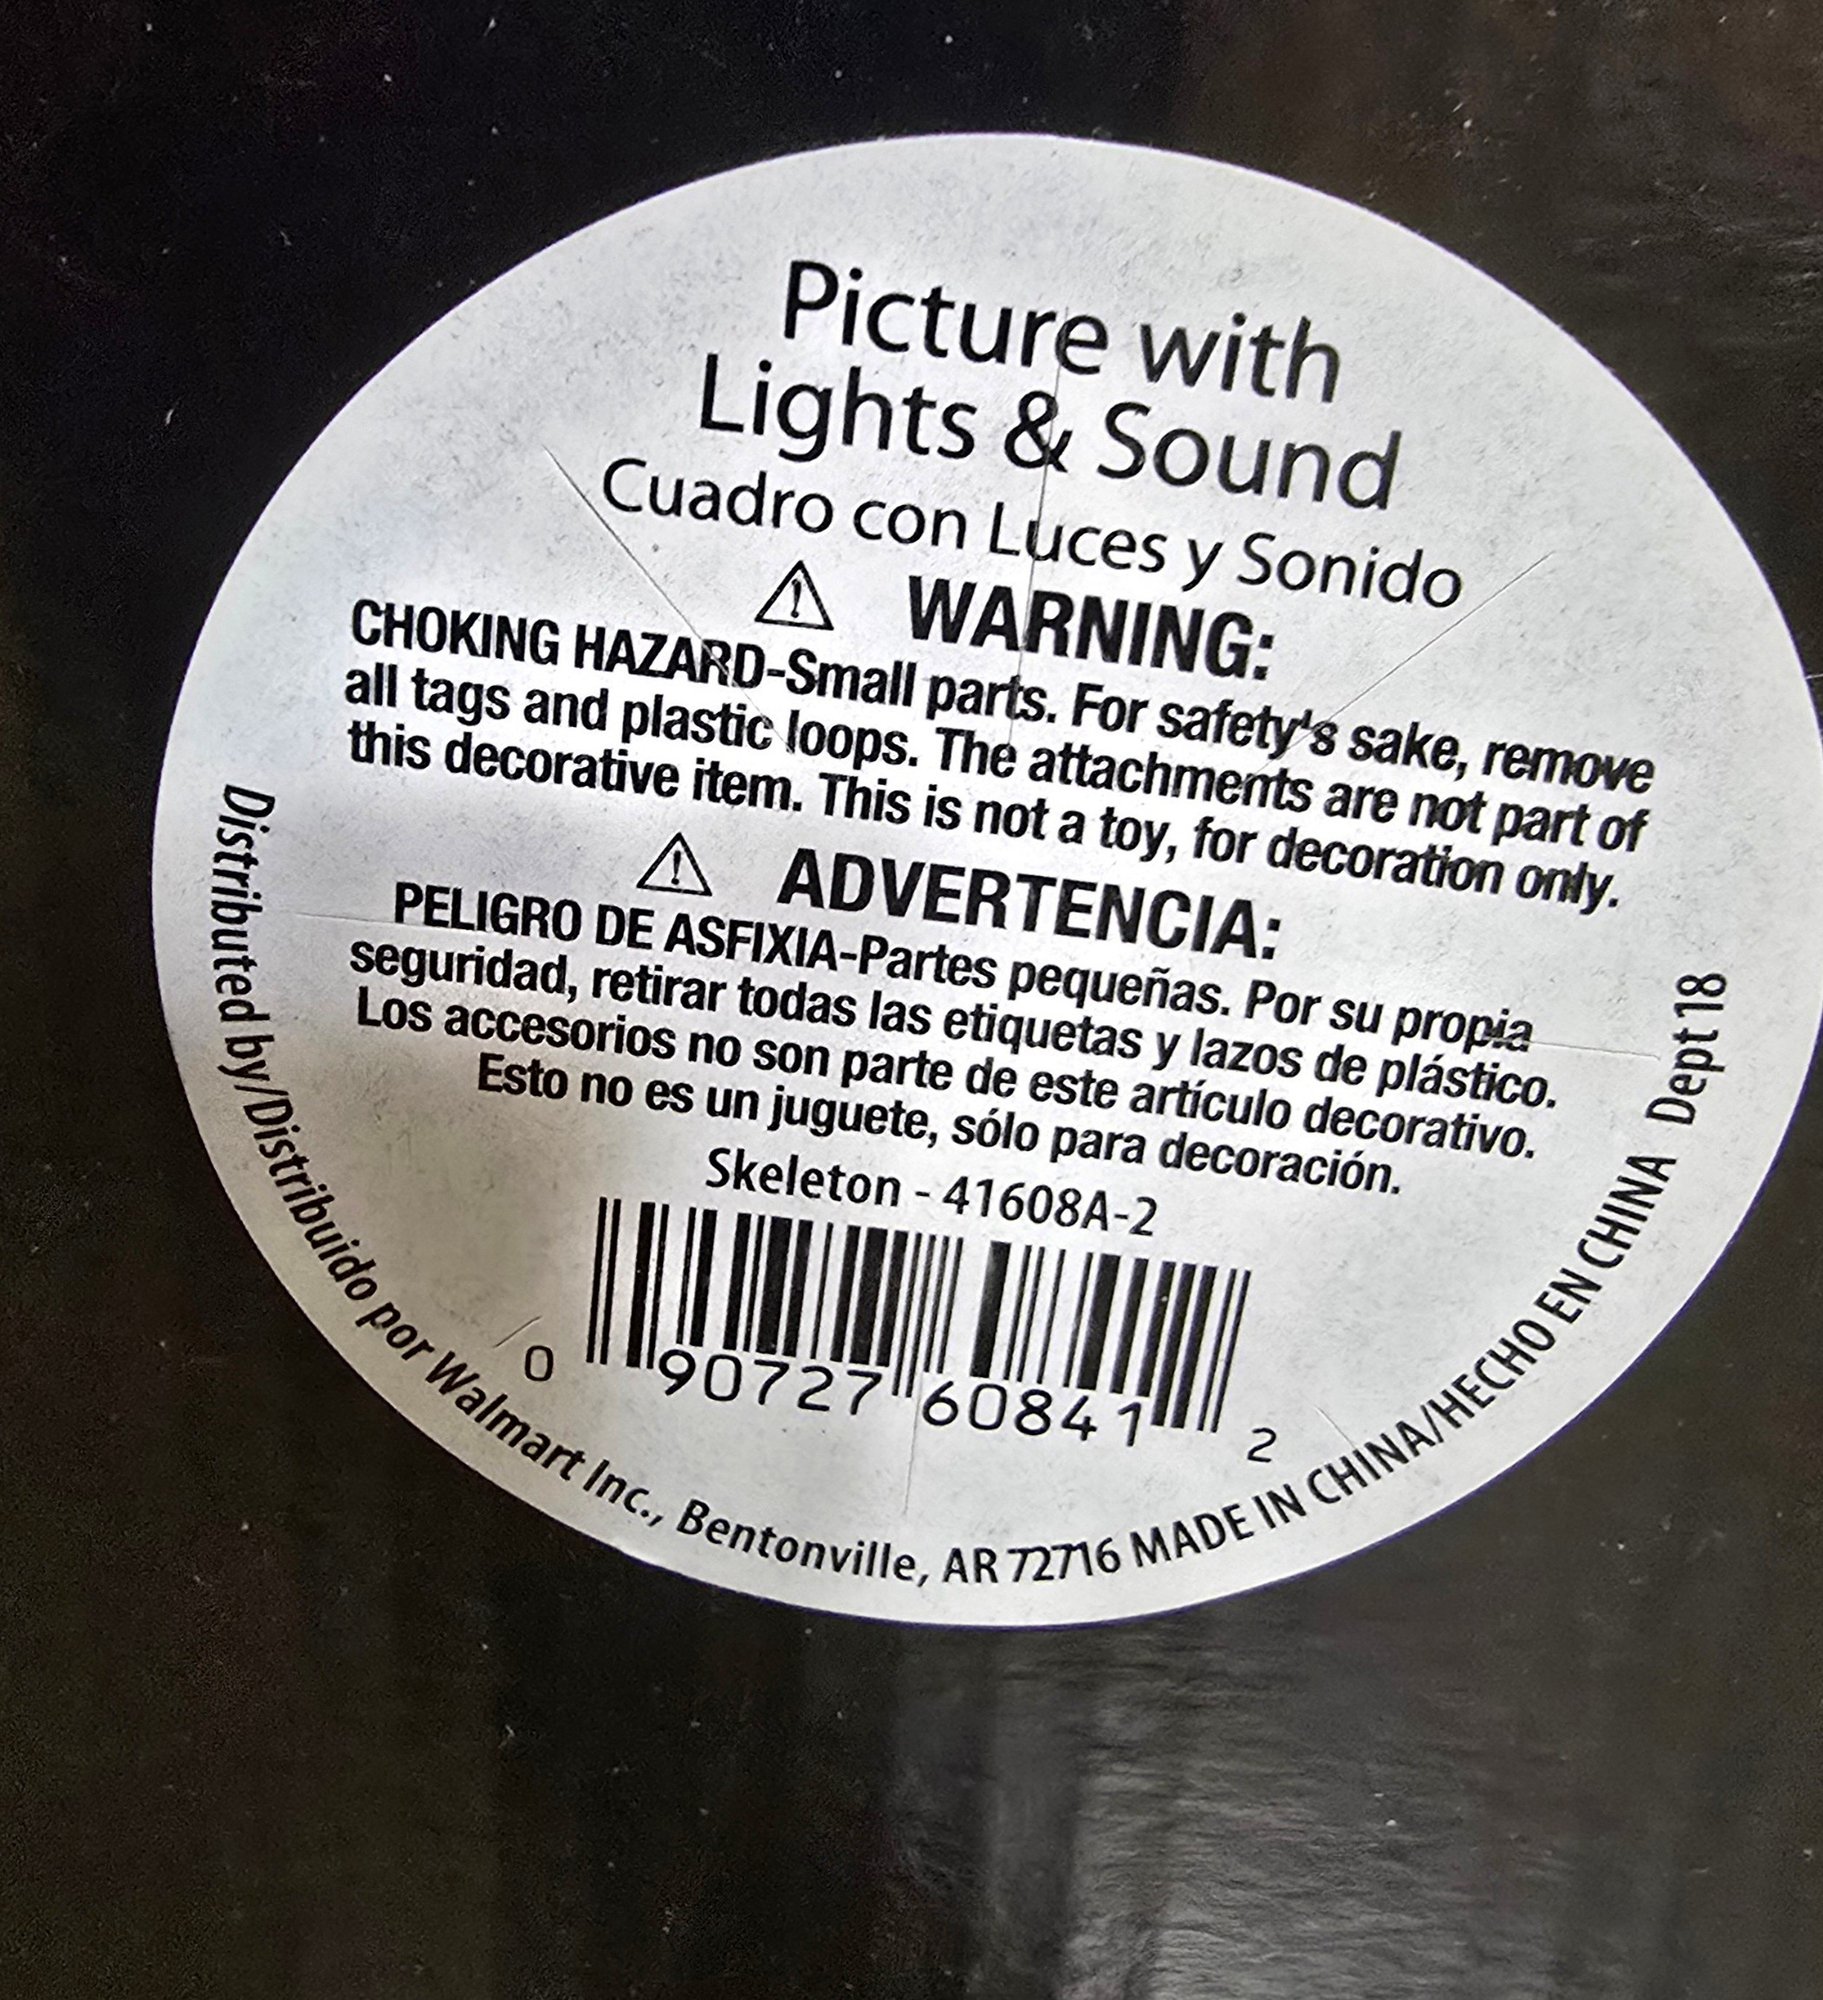 Picture with
Lights & Sound
Cuadro con Luces y Sonido
⚠ WARNING:
CHOKING HAZARD-Small parts. For safety's sake, remove
all tags and plastic loops. The attachments are not part of
this decorative item. This is not a toy, for decoration only.
⚠ ADVERTENCIA:
PELIGRO DE ASFIXIA-Partes pequeñas. Por su propia
seguridad, retirar todas las etiquetas y lazos de plástico.
Los accesorios no son parte de este artículo decorativo.
Esto no es un juguete, sólo para decoración.
Skeleton - 41608A-2
0 90727 60841 2
Distributed by/Distribuido por Walmart Inc., Bentonville, AR 72716 MADE IN CHINA/HECHO EN CHINA Dept 18